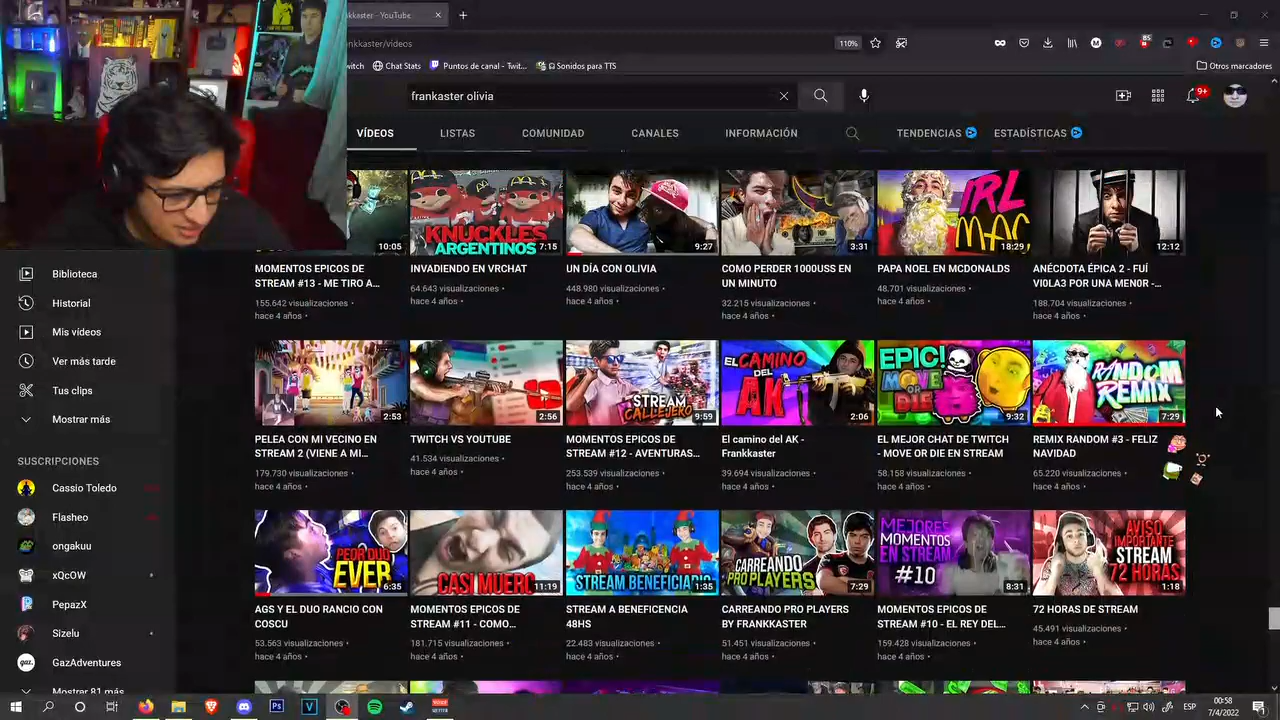 nkkaster - YouTube
nkkaster/vídeos
110%
itch
Chat Stats
Puntos de canal - Twit...
Sonidos para TTS
Otros marcadores
frankaster olivia
9+
VÍDEOS
LISTAS
COMUNIDAD
CANALES
INFORMACIÓN
TENDENCIAS
ESTADÍSTICAS
10:05
KNUCKLES
ARGENTINOS
7:15
9:27
3:31
IRL
MAC
18:29
12:12
MOMENTOS EPICOS DE
STREAM #13 - ME TIRO A...
155.642 visualizaciones ·
hace 4 años ·
INVADIENDO EN VRCHAT
64.643 visualizaciones ·
hace 4 años ·
UN DÍA CON OLIVIA
448.980 visualizaciones ·
hace 4 años ·
COMO PERDER 1000USS EN
UN MINUTO
32.215 visualizaciones ·
hace 4 años ·
PAPA NOEL EN MCDONALDS
48.701 visualizaciones ·
hace 4 años ·
ANÉCDOTA ÉPICA 2 - FUÍ
VI0LA3 POR UNA MEN0R -...
188.704 visualizaciones ·
hace 4 años ·
Biblioteca
Historial
Mis vídeos
Ver más tarde
Tus clips
Mostrar más
SUSCRIPCIONES
Cassio Toledo
Flasheo
ongakuu
xQcOW
PepazX
Sizelu
gaz.
GazAdventures
Mostrar 81 más
2:53
2:56
STREAM
CALLEJERO
9:59
EL CAMINO
DEL
AK
2:06
EPIC!
MOVE
OR
DIE
9:32
RANDOM
REMIX
7:29
PELEA CON MI VECINO EN
STREAM 2 (VIENE A MI...
179.730 visualizaciones ·
hace 4 años ·
TWITCH VS YOUTUBE
41.534 visualizaciones ·
hace 4 años ·
MOMENTOS EPICOS DE
STREAM #12 - AVENTURAS...
253.539 visualizaciones ·
hace 4 años ·
El camino del AK -
Frankkaster
39.694 visualizaciones ·
hace 4 años ·
EL MEJOR CHAT DE TWITCH
- MOVE OR DIE EN STREAM
58.158 visualizaciones ·
hace 4 años ·
REMIX RANDOM #3 - FELIZ
NAVIDAD
65.220 visualizaciones ·
hace 4 años ·
PEOR DUO
EVER
6:35
CASI MUERO
11:19
STREAM BENEFICIARIO
1:35
CARREANDO
PRO PLAYERS
7:29
MEJORES
MOMENTOS
EN STREAM
#10
8:31
AVISO
IMPORTANTE
STREAM
72 HORAS
1:18
AGS Y EL DUO RANCIO CON
COSCU
53.563 visualizaciones ·
hace 4 años ·
MOMENTOS EPICOS DE
STREAM #11 - COMO...
181.715 visualizaciones ·
hace 4 años ·
STREAM A BENEFICENCIA
48HS
22.483 visualizaciones ·
hace 4 años ·
CARREANDO PRO PLAYERS
BY FRANKKASTER
51.451 visualizaciones ·
hace 4 años ·
MOMENTOS EPICOS DE
STREAM #10 - EL REY DEL...
159.428 visualizaciones ·
hace 4 años ·
72 HORAS DE STREAM
45.491 visualizaciones ·
hace 4 años ·
Ps
V
ESP
00:58
7/4/2022